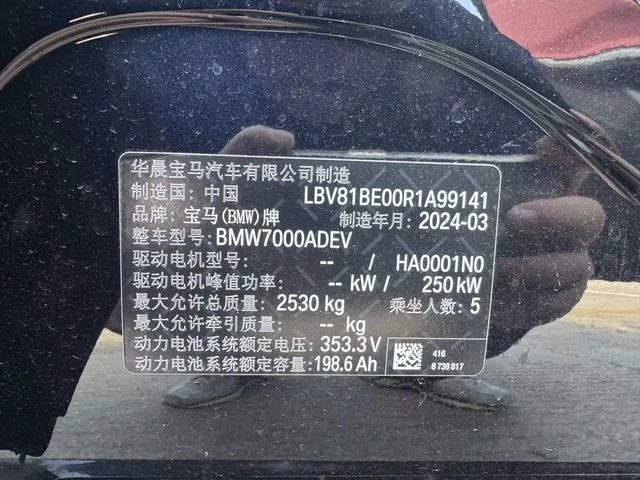 华晨宝马汽车有限公司制造
制造国: 中国 LBV81BE00R1A99141
品牌: 宝马(BMW)牌 制造年月: 2024-03
整车型号: BMW7000ADEV
驱动电机型号: -- / HA0001N0
驱动电机峰值功率: -- kW / 250 kW
最大允许总质量: 2530 kg 乘坐人数: 5
最大允许牵引质量: -- kg
动力电池系统额定电压: 353.3 V
动力电池系统额定容量: 198.6 Ah
416
8 738 817